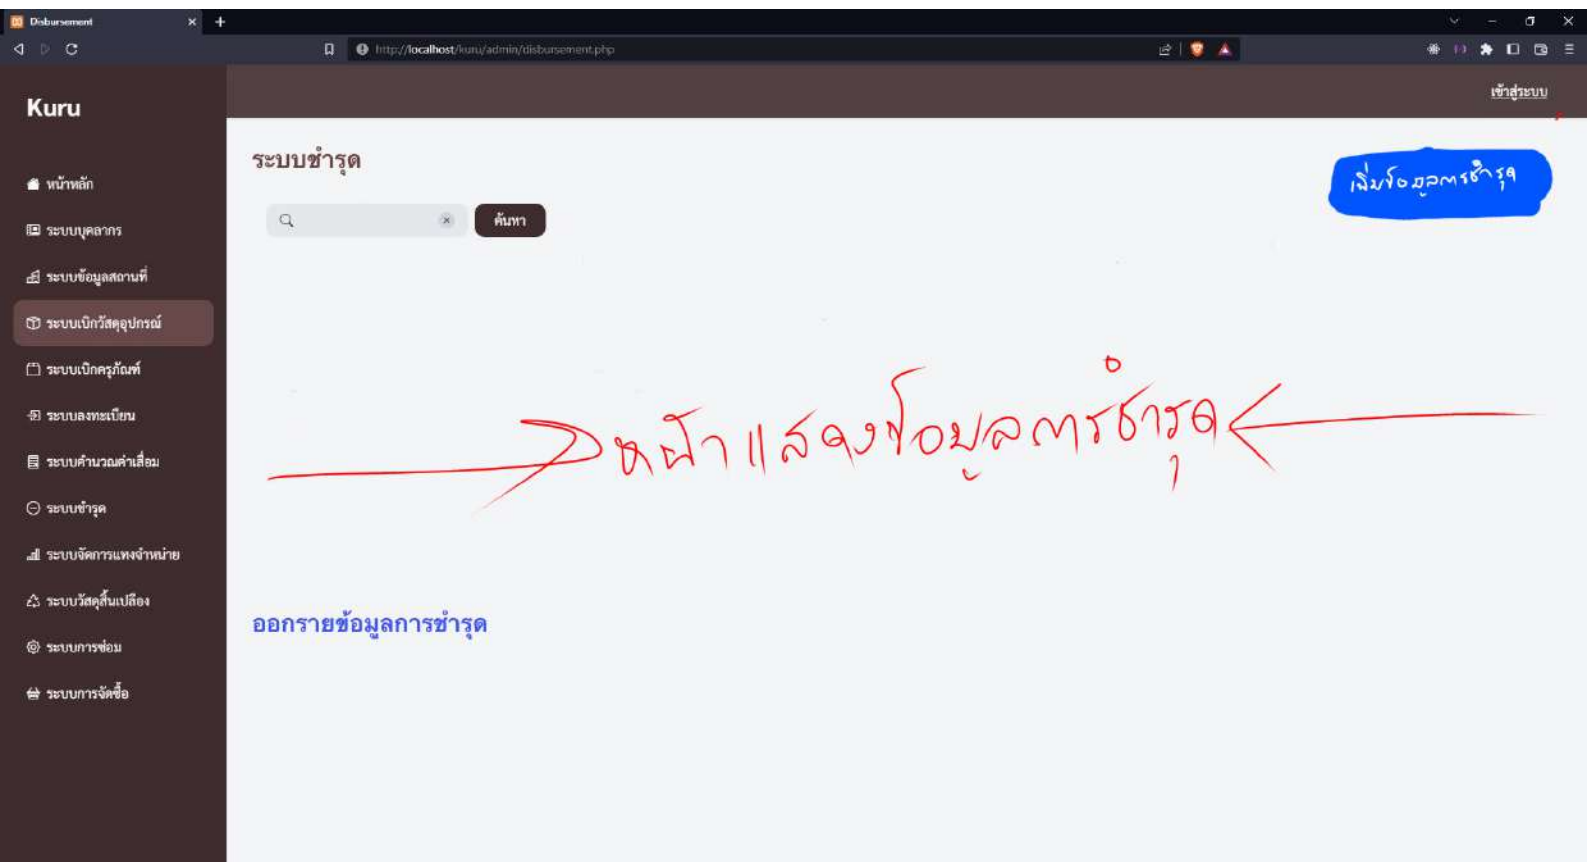 Disbursement
http://localhost/kuru/admin/disbursement.php
Kuru
เข้าสู่ระบบ
หน้าหลัก
ระบบบุคลากร
ระบบข้อมูลสถานที่
ระบบเบิกวัสดุอุปกรณ์
ระบบเบิกครุภัณฑ์
ระบบลงทะเบียน
ระบบคำนวณค่าเสื่อม
ระบบชำรุด
ระบบจัดการแทงจำหน่าย
ระบบวัสดุสิ้นเปลือง
ระบบการซ่อม
ระบบการจัดซื้อ
ระบบชำรุด
เพิ่มข้อมูลการชำรุด
ค้นหา
หน้าแสดงข้อมูลการชำรุด
ออกรายข้อมูลการชำรุด